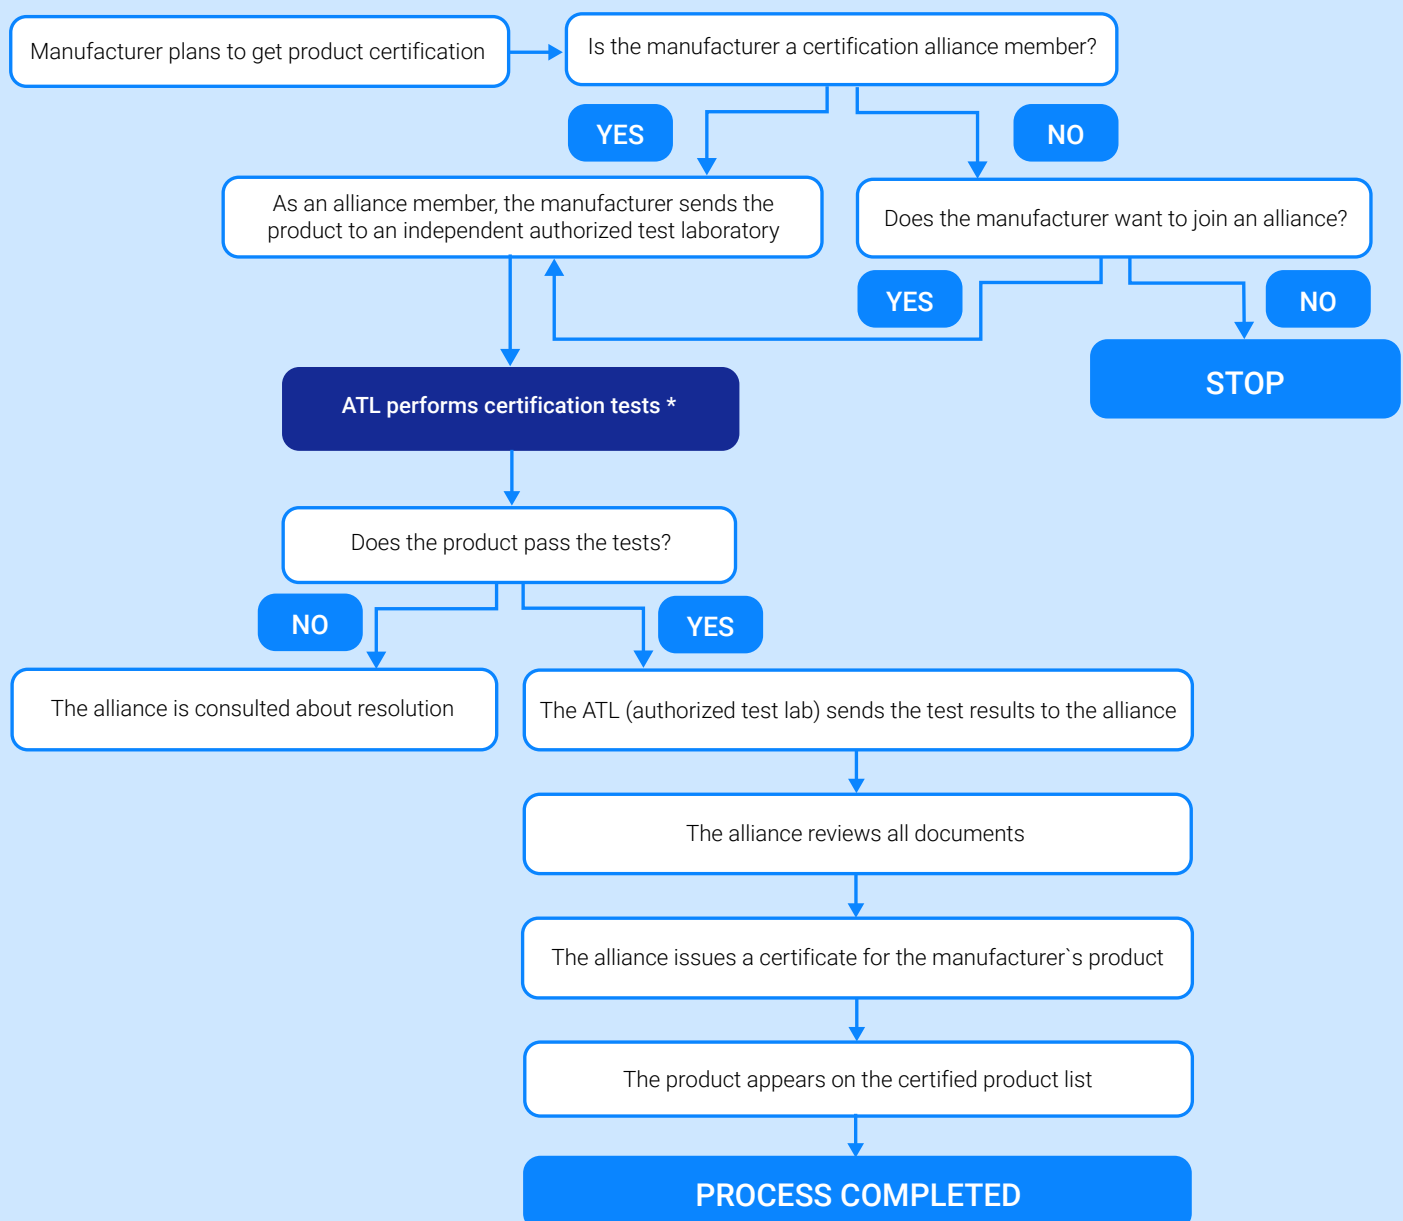 Manufacturer plans to get product certification
Is the manufacturer a certification alliance member?
YES
NO
As an alliance member, the manufacturer sends the
product to an independent authorized test laboratory
Does the manufacturer want to join an alliance?
YES
NO
STOP
ATL performs certification tests *
Does the product pass the tests?
NO
YES
The alliance is consulted about resolution
The ATL (authorized test lab) sends the test results to the alliance
The alliance reviews all documents
The alliance issues a certificate for the manufacturer`s product
The product appears on the certified product list
PROCESS COMPLETED